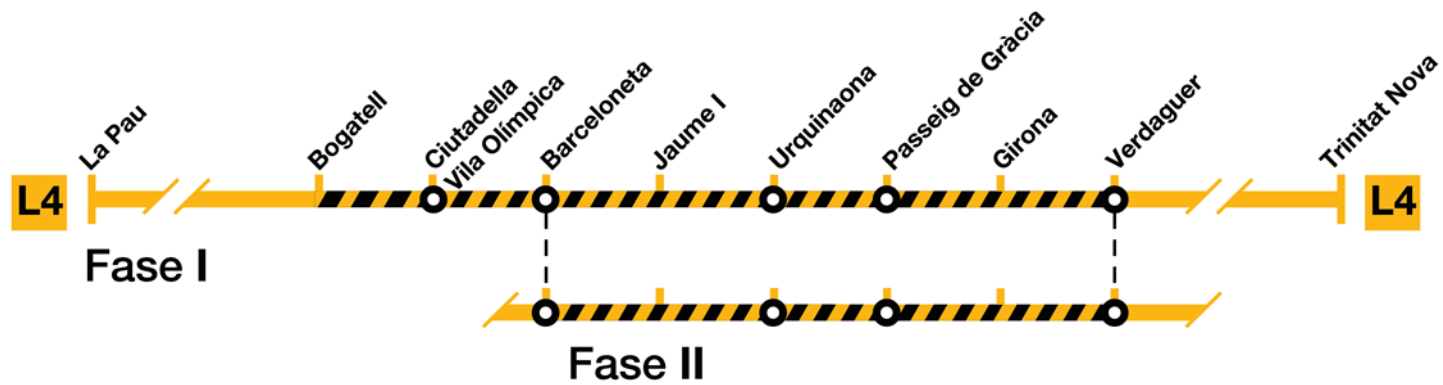 L4
La Pau
Bogatell
Ciutadella
Vila Olímpica
Barceloneta
Jaume I
Urquinaona
Passeig de Gràcia
Girona
Verdaguer
Trinitat Nova
L4
Fase I
Fase II